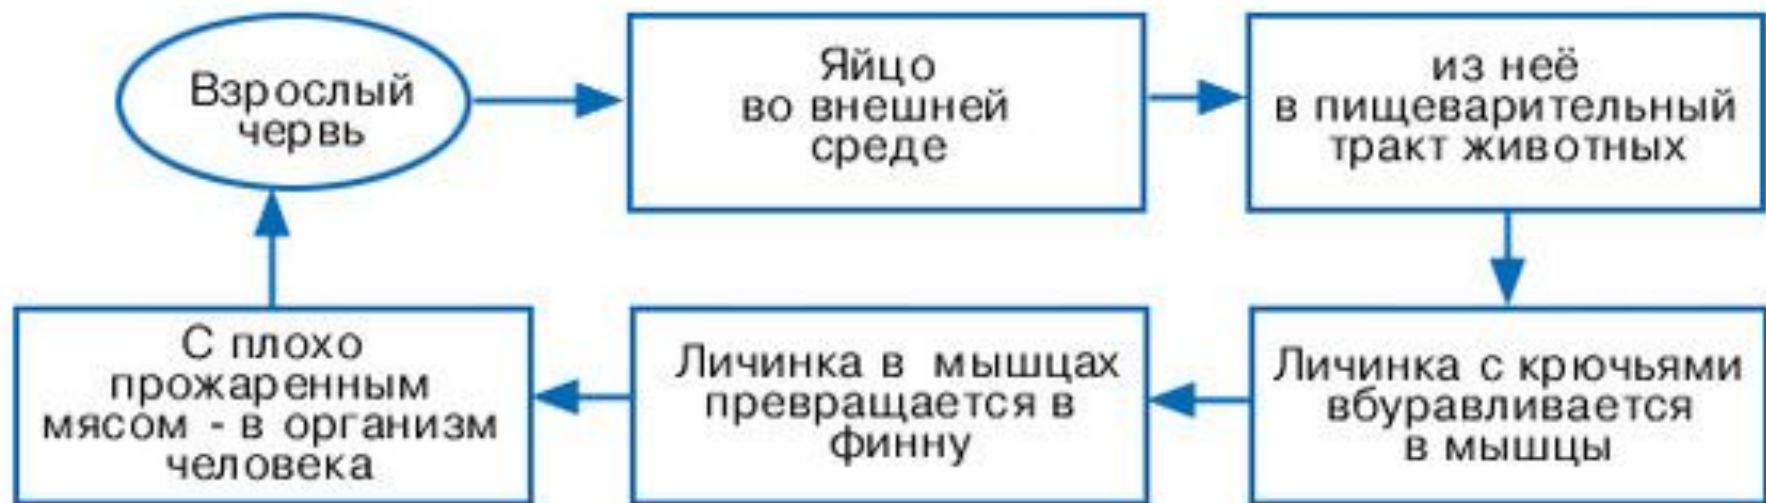 Взрослый
червь
Яйцо
во внешней
среде
из неё
в пищеварительный
тракт животных
Личинка с крючьями
вбуравливается
в мышцы
Личинка в мышцах
превращается в
финну
С плохо
прожаренным
мясом - в организм
человека